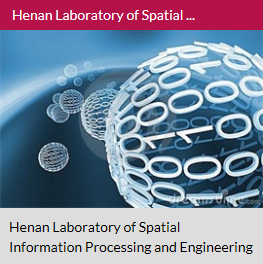 Henan Laboratory of Spatial ...
Henan Laboratory of Spatial
Information Processing and Engineering